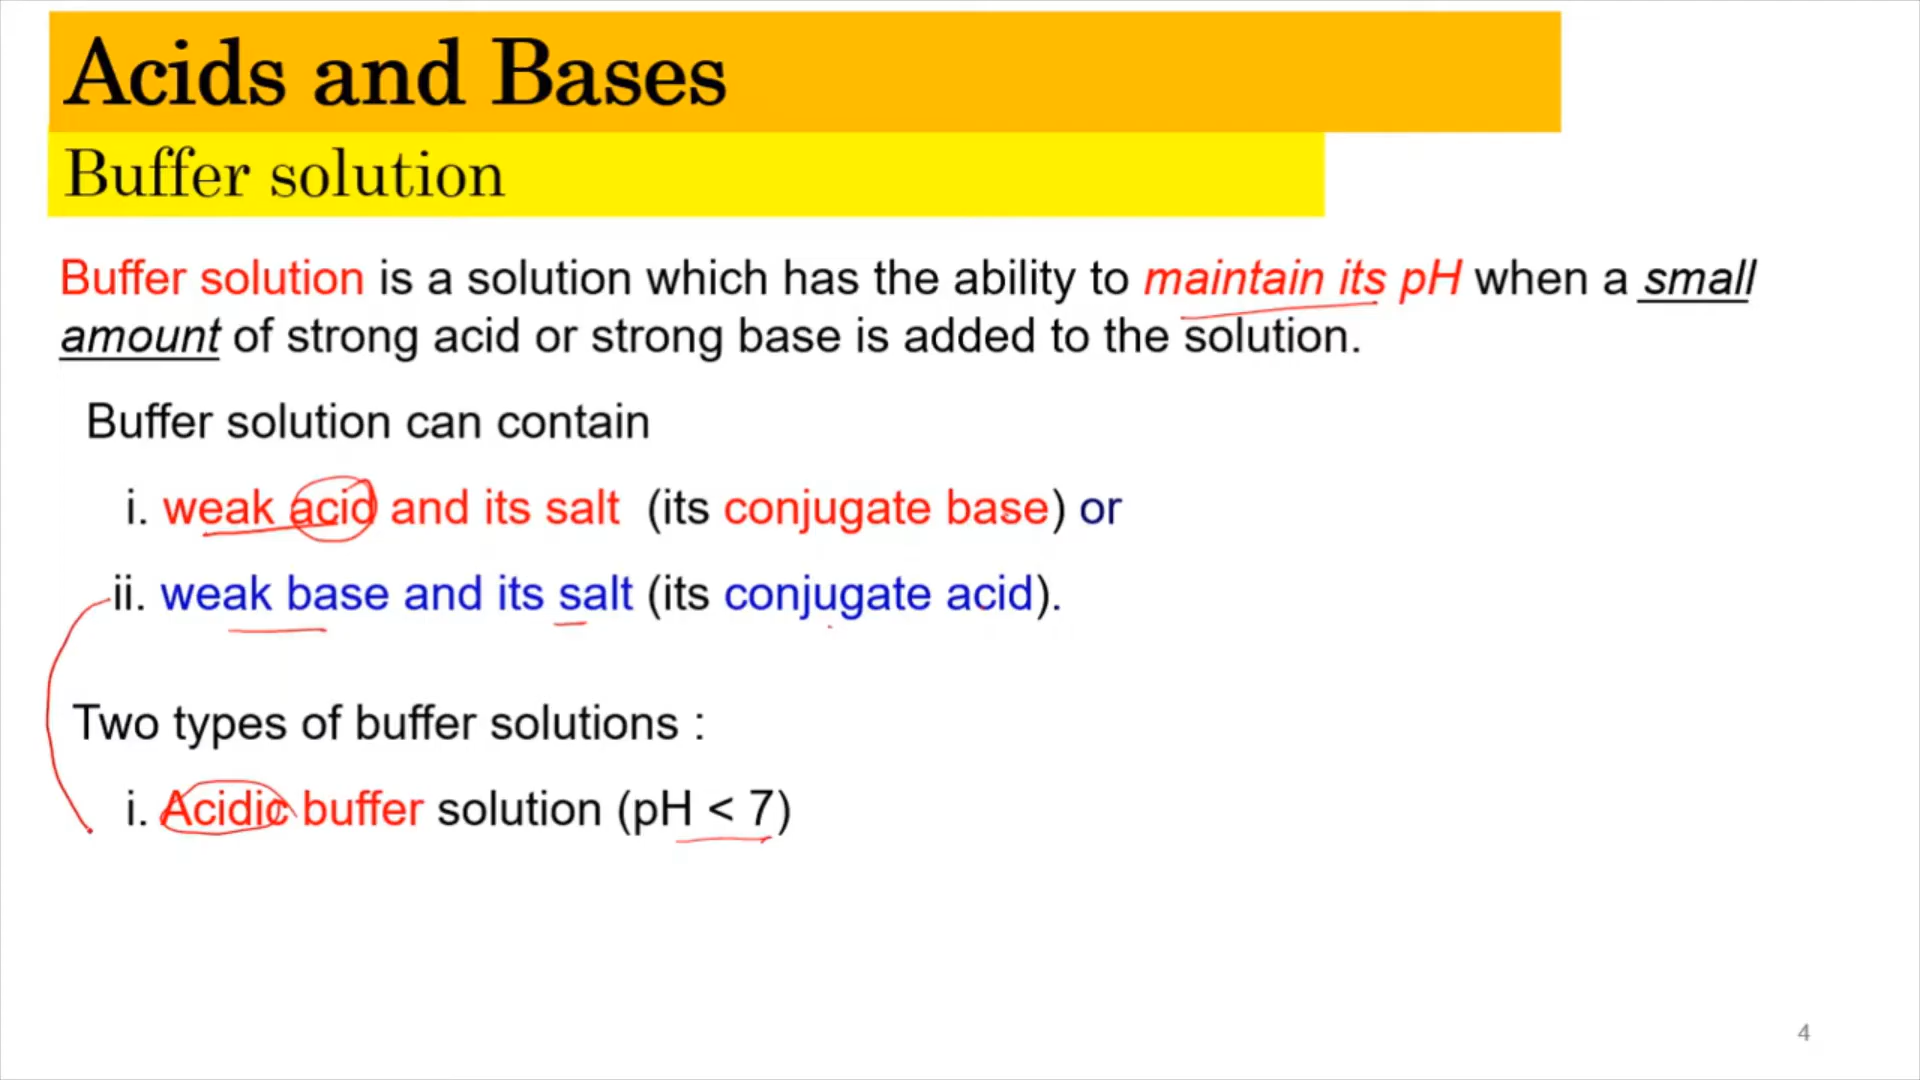 Acids and Bases
Buffer solution
Buffer solution is a solution which has the ability to maintain its pH when a small
amount of strong acid or strong base is added to the solution.
Buffer solution can contain
i. weak acid and its salt (its conjugate base) or
ii. weak base and its salt (its conjugate acid).
Two types of buffer solutions :
i. Acidic buffer solution (pH < 7)
4